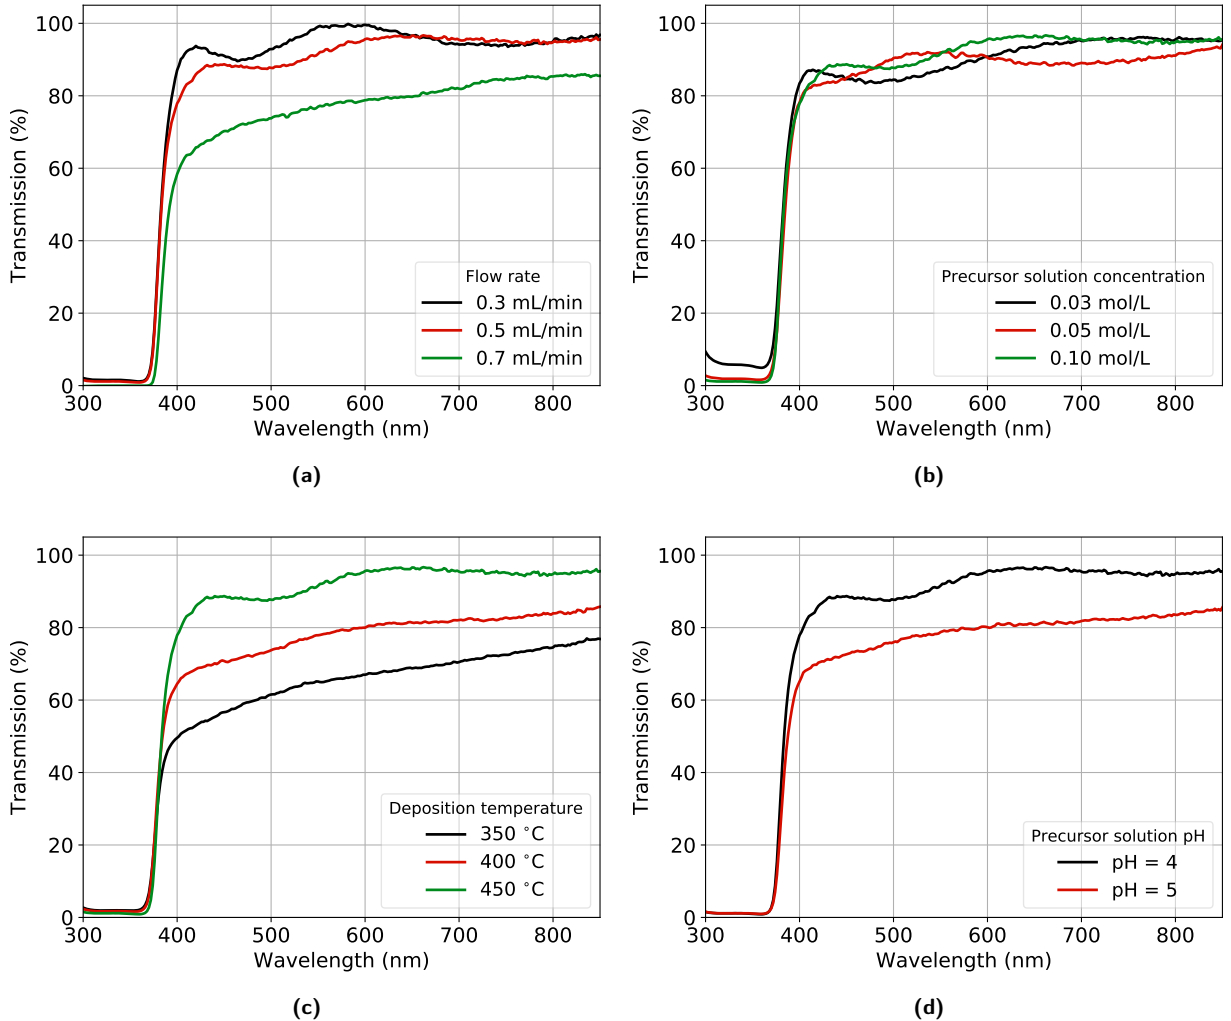 100
80
60
40
20
0
Transmission (%)
300 400 500 600 700 800
Wavelength (nm)
Flow rate
0.3 mL/min
0.5 mL/min
0.7 mL/min
(a)
100
80
60
40
20
0
Transmission (%)
300 400 500 600 700 800
Wavelength (nm)
Precursor solution concentration
0.03 mol/L
0.05 mol/L
0.10 mol/L
(b)
100
80
60
40
20
0
Transmission (%)
300 400 500 600 700 800
Wavelength (nm)
Deposition temperature
350 °C
400 °C
450 °C
(c)
100
80
60
40
20
0
Transmission (%)
300 400 500 600 700 800
Wavelength (nm)
Precursor solution pH
pH = 4
pH = 5
(d)